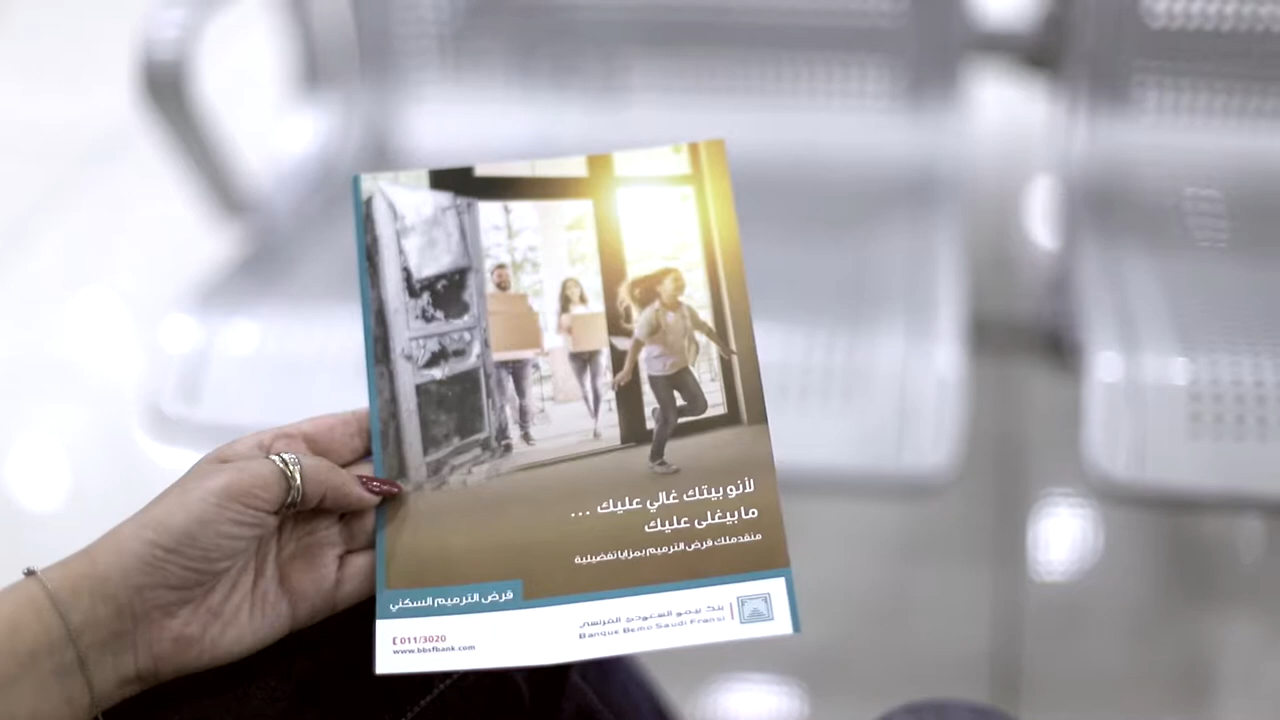 لأنو بيتك غالي عليك ...
ما بيغلى عليك
منقدملك قرض الترميم بمزايا تفضيلية
قرض الترميم السكني
بنك بيمو السعودي الفرنسي
Banque Bemo Saudi Fransi
011/3020
www.bbsfbank.com